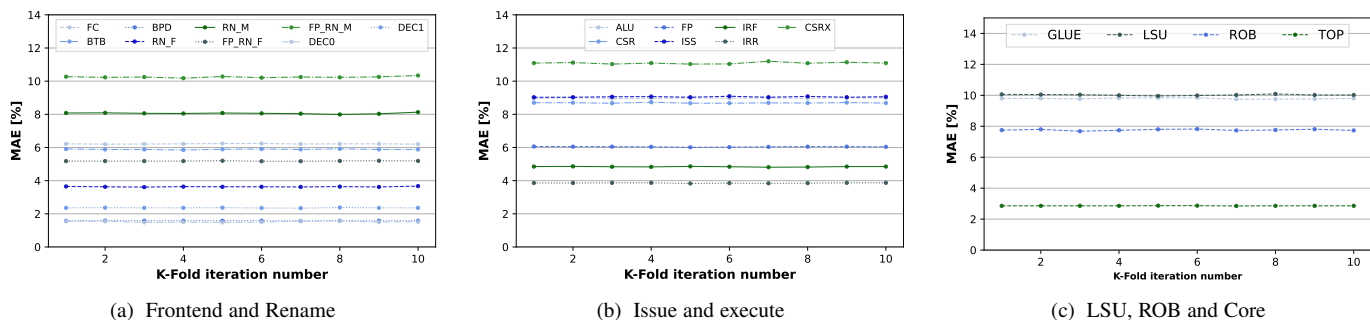 FC
BPD
RN_M
FP_RN_M
DEC1
BTB
RN_F
FP_RN_F
DEC0
14
12
10
8
6
4
2
0
MAE [%]
2 4 6 8 10
K-Fold iteration number
(a) Frontend and Rename
ALU
FP
IRF
CSRX
CSR
ISS
IRR
14
12
10
8
6
4
2
0
MAE [%]
2 4 6 8 10
K-Fold iteration number
(b) Issue and execute
GLUE LSU ROB TOP
14
12
10
8
6
4
2
0
MAE [%]
2 4 6 8 10
K-Fold iteration number
(c) LSU, ROB and Core